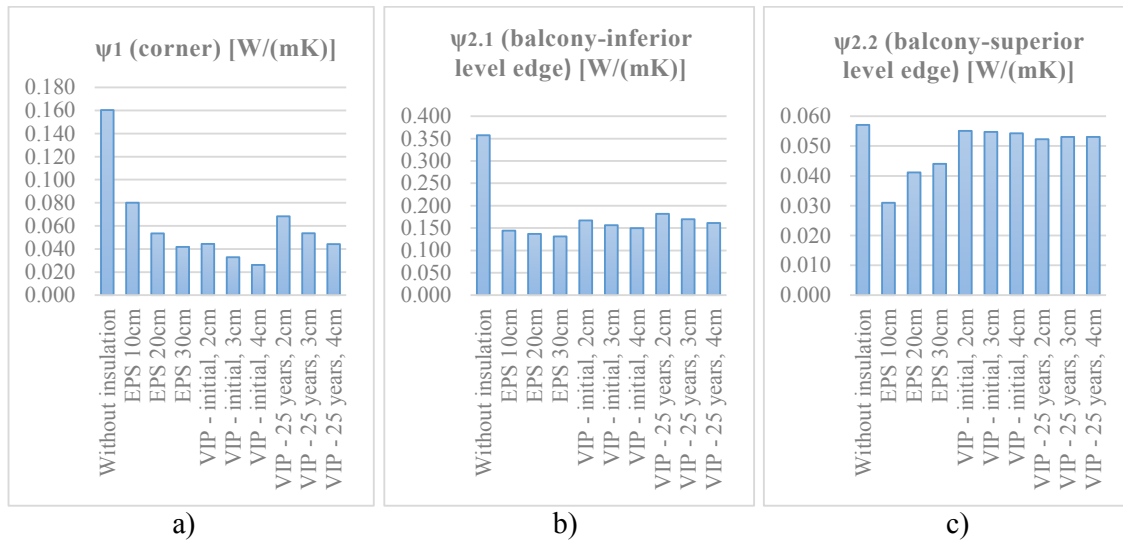 ψ1 (corner) [W/(mK)]
0.180
0.160
0.140
0.120
0.100
0.080
0.060
0.040
0.020
0.000
Without insulation
EPS 10cm
EPS 20cm
EPS 30cm
VIP - initial, 2cm
VIP - initial, 3cm
VIP - initial, 4cm
VIP - 25 years, 2cm
VIP - 25 years, 3cm
VIP - 25 years, 4cm
a)
ψ2.1 (balcony-inferior
level edge) [W/(mK)]
0.400
0.350
0.300
0.250
0.200
0.150
0.100
0.050
0.000
Without insulation
EPS 10cm
EPS 20cm
EPS 30cm
VIP - initial, 2cm
VIP - initial, 3cm
VIP - initial, 4cm
VIP - 25 years, 2cm
VIP - 25 years, 3cm
VIP - 25 years, 4cm
b)
ψ2.2 (balcony-superior
level edge) [W/(mK)]
0.060
0.050
0.040
0.030
0.020
0.010
0.000
Without insulation
EPS 10cm
EPS 20cm
EPS 30cm
VIP - initial, 2cm
VIP - initial, 3cm
VIP - initial, 4cm
VIP - 25 years, 2cm
VIP - 25 years, 3cm
VIP - 25 years, 4cm
c)